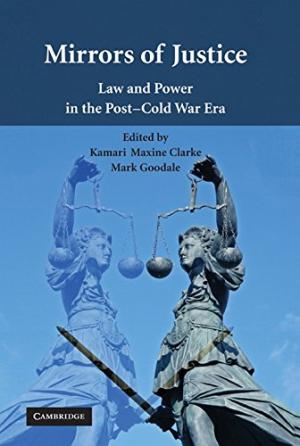 Mirrors of Justice
Law and Power
in the Post–Cold War Era
Edited by
Kamari Maxine Clarke
Mark Goodale
CAMBRIDGE